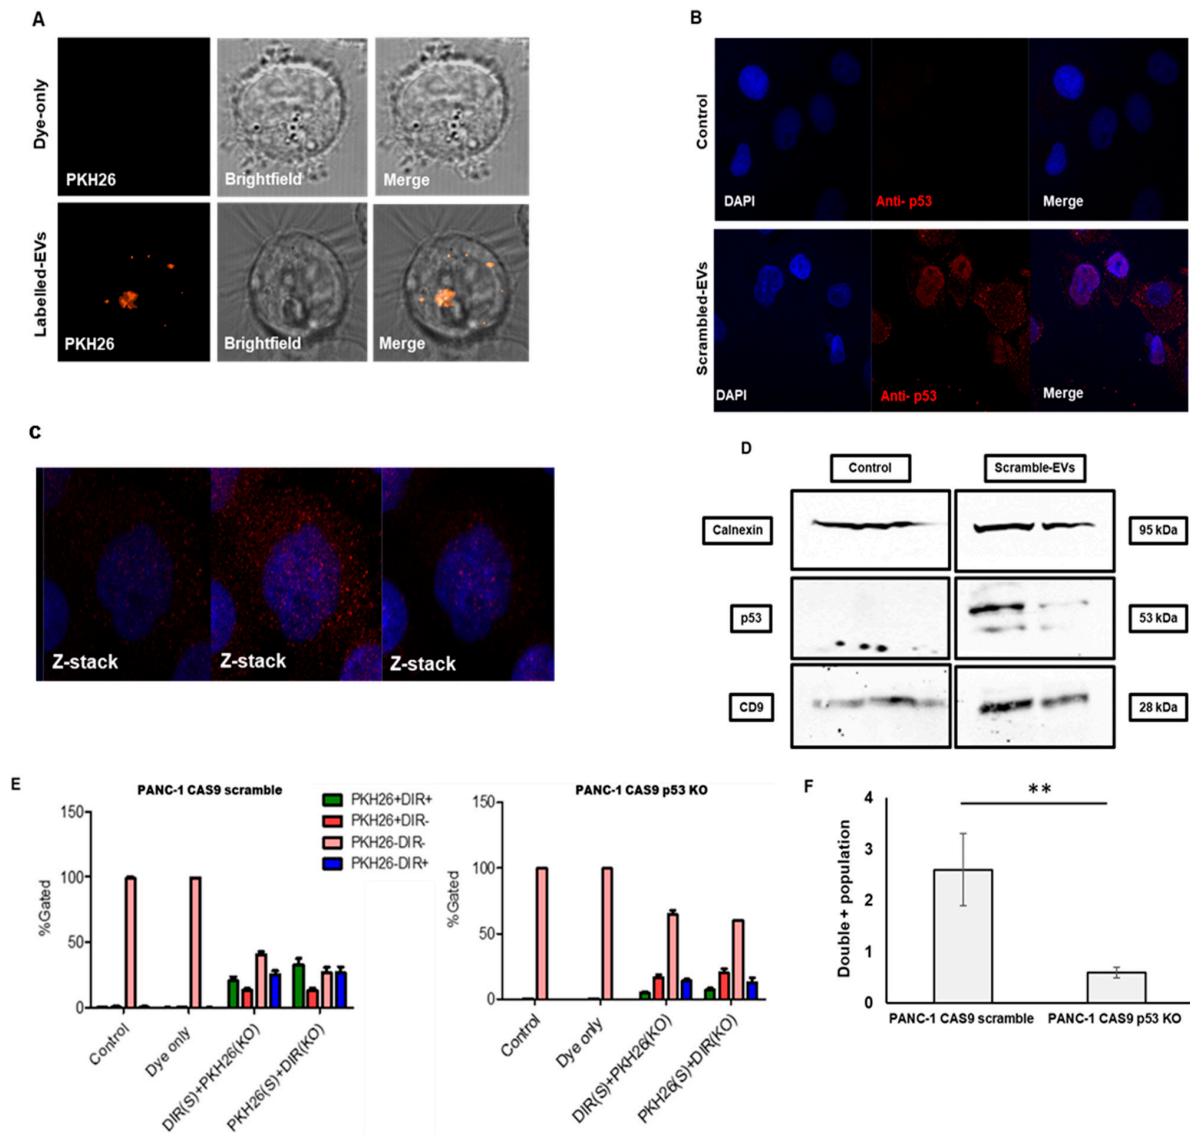 A
Dye-only
PKH26
Brightfield
Merge
Labelled-EVs
PKH26
Brightfield
Merge
B
Control
DAPI
Anti- p53
Merge
Scrambled-EVs
DAPI
Anti- p53
Merge
C
Z-stack
Z-stack
Z-stack
D
Control
Scramble-EVs
Calnexin
95 kDa
p53
53 kDa
CD9
28 kDa
E
PANC-1 CAS9 scramble
%Gated
150
100
50
0
Control
Dye only
DIR(S)+PKH26(KO)
PKH26(S)+DIR(KO)
PKH26+DIR+
PKH26+DIR-
PKH26-DIR-
PKH26-DIR+
PANC-1 CAS9 p53 KO
%Gated
150
100
50
0
Control
Dye only
DIR(S)+PKH26(KO)
PKH26(S)+DIR(KO)
F
**
Double + population
4
3
2
1
0
PANC-1 CAS9 scramble
PANC-1 CAS9 p53 KO